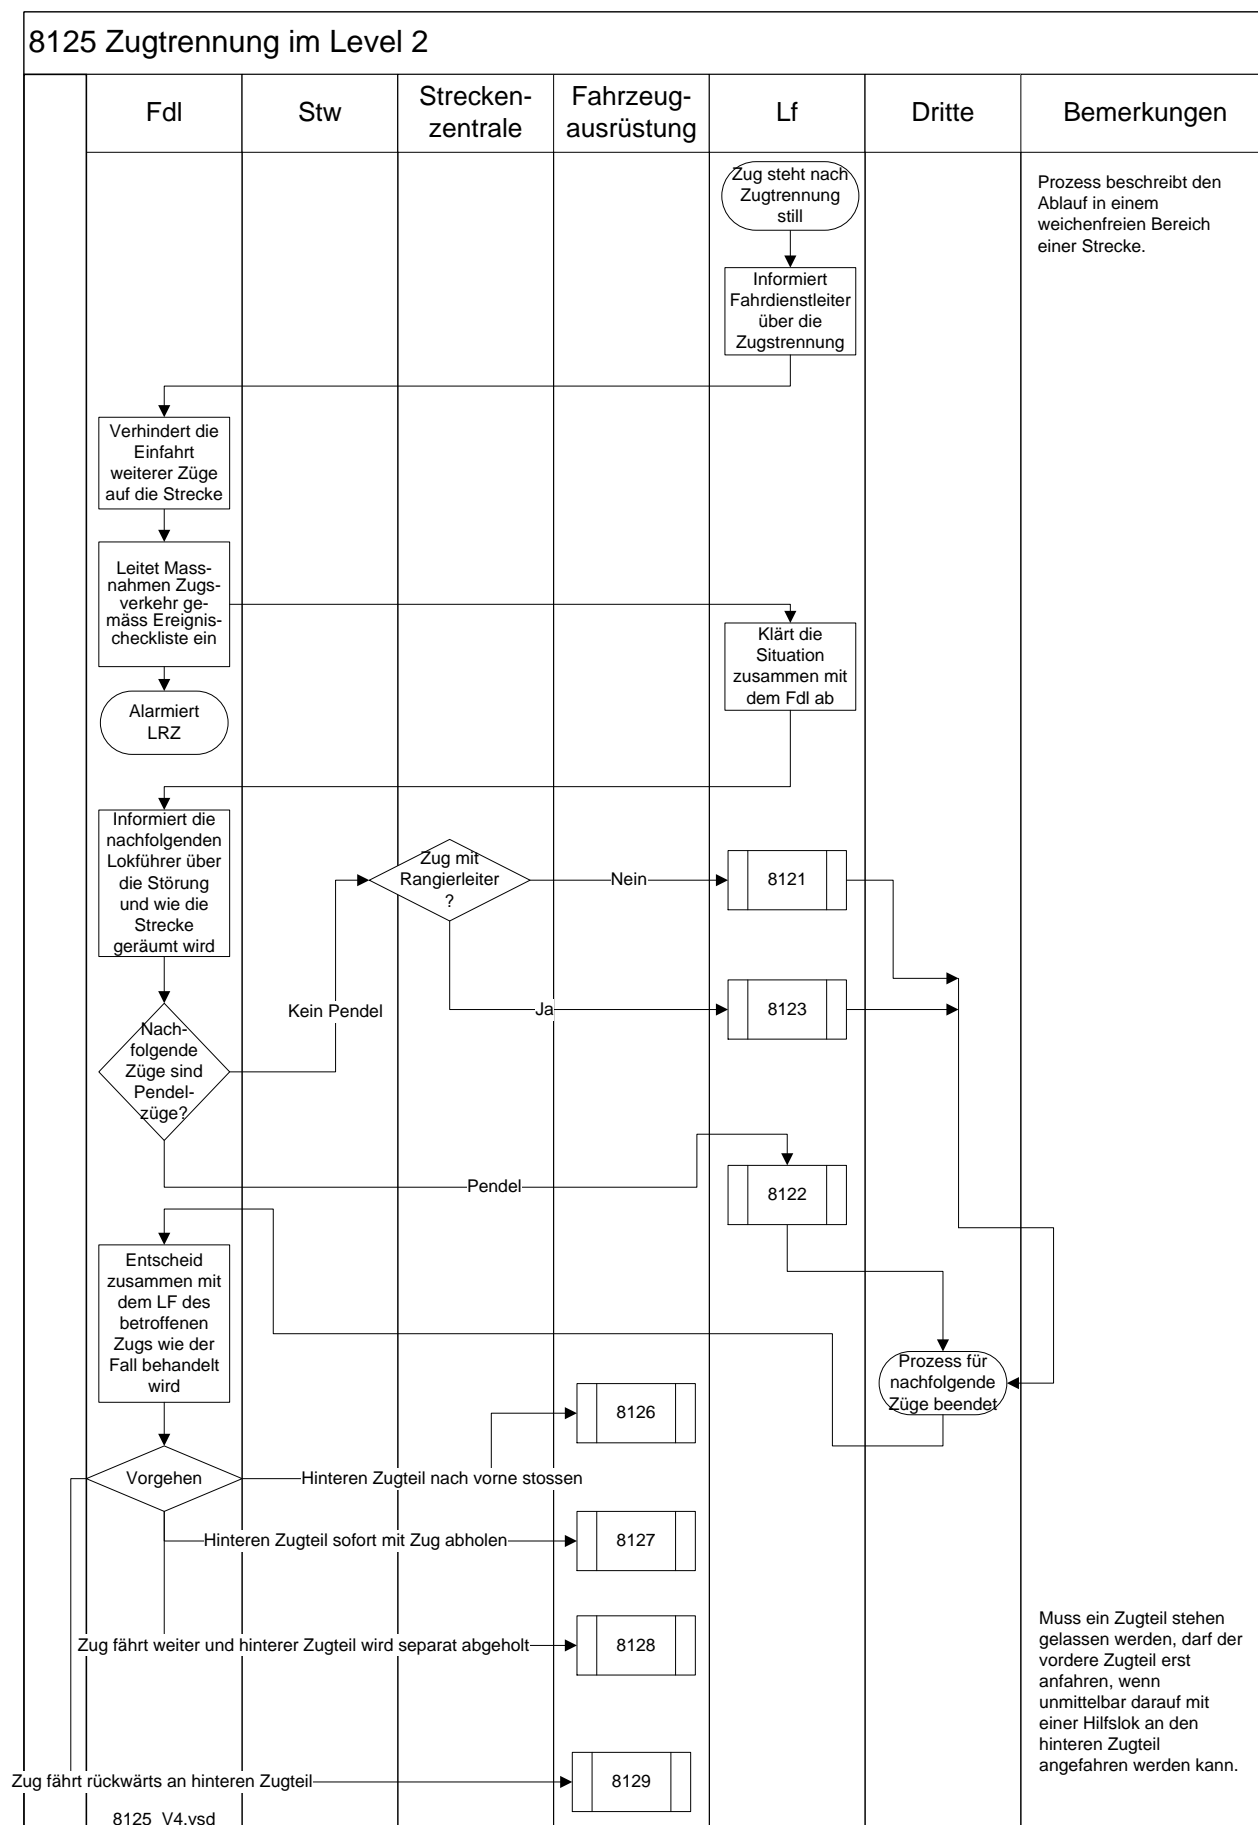 8125 Zugtrennung im Level 2
Fdl
Stw
Strecken-
zentrale
Fahrzeug-
ausrüstung
Lf
Dritte
Bemerkungen
Zug steht nach
Zugtrennung
still
Prozess beschreibt den
Ablauf in einem
weichenfreien Bereich
einer Strecke.
Informiert
Fahrdienstleiter
über die
Zugstrennung
Verhindert die
Einfahrt
weiterer Züge
auf die Strecke
Leitet Mass-
nahmen Zugs-
verkehr ge-
mäss Ereignis-
checkliste ein
Klärt die
Situation
zusammen mit
dem Fdl ab
Alarmiert
LRZ
Informiert die
nachfolgenden
Lokführer über
die Störung
und wie die
Strecke
geräumt wird
Zug mit
Rangierleiter
?
Nein
8121
Kein Pendel
Ja
8123
Nach-
folgende
Züge sind
Pendel-
züge?
Pendel
8122
Entscheid
zusammen mit
dem LF des
betroffenen
Zugs wie der
Fall behandelt
wird
Prozess für
nachfolgende
Züge beendet
8126
Vorgehen
Hinteren Zugteil nach vorne stossen
Hinteren Zugteil sofort mit Zug abholen
8127
Zug fährt weiter und hinterer Zugteil wird separat abgeholt
8128
Muss ein Zugteil stehen
gelassen werden, darf der
vordere Zugteil erst
anfahren, wenn
unmittelbar darauf mit
einer Hilfslok an den
hinteren Zugteil
angefahren werden kann.
Zug fährt rückwärts an hinteren Zugteil
8129
8125_V4.vsd